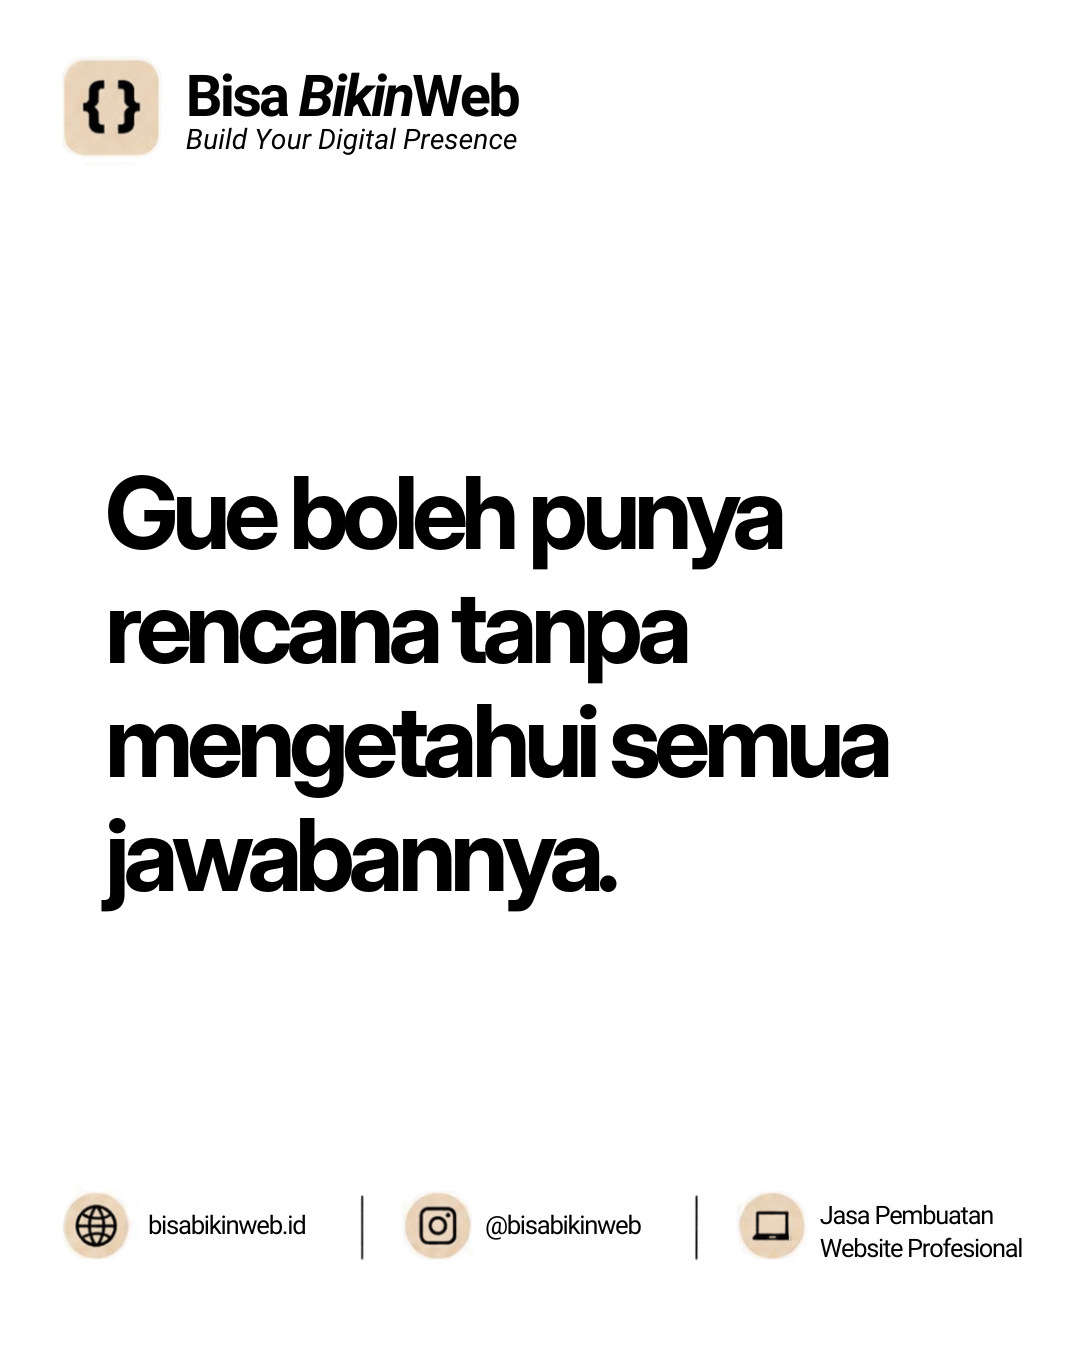 { }
Bisa BikinWeb
Build Your Digital Presence
Gue boleh punya
rencana tanpa
mengetahui semua
jawabannya.
bisabikinweb.id
@bisabikinweb
Jasa Pembuatan
Website Profesional